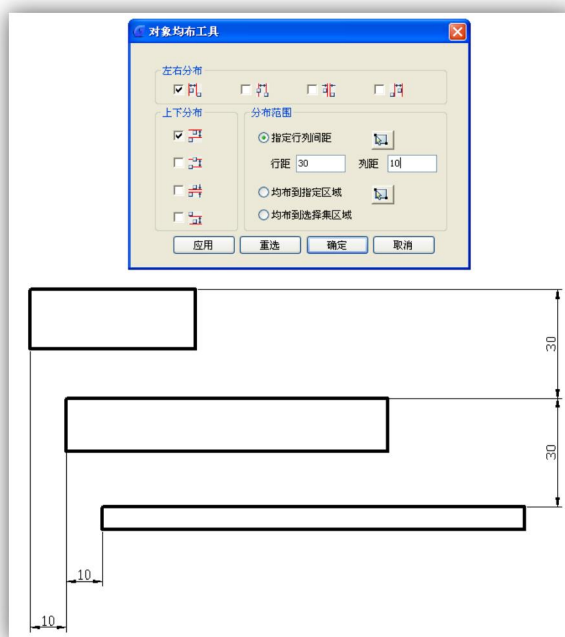 对象均布工具
左右分布
上下分布
分布范围
指定行列间距
行距 30 列距 10
均布到指定区域
均布到选择集区域
应用 重选 确定 取消
30
30
10
10